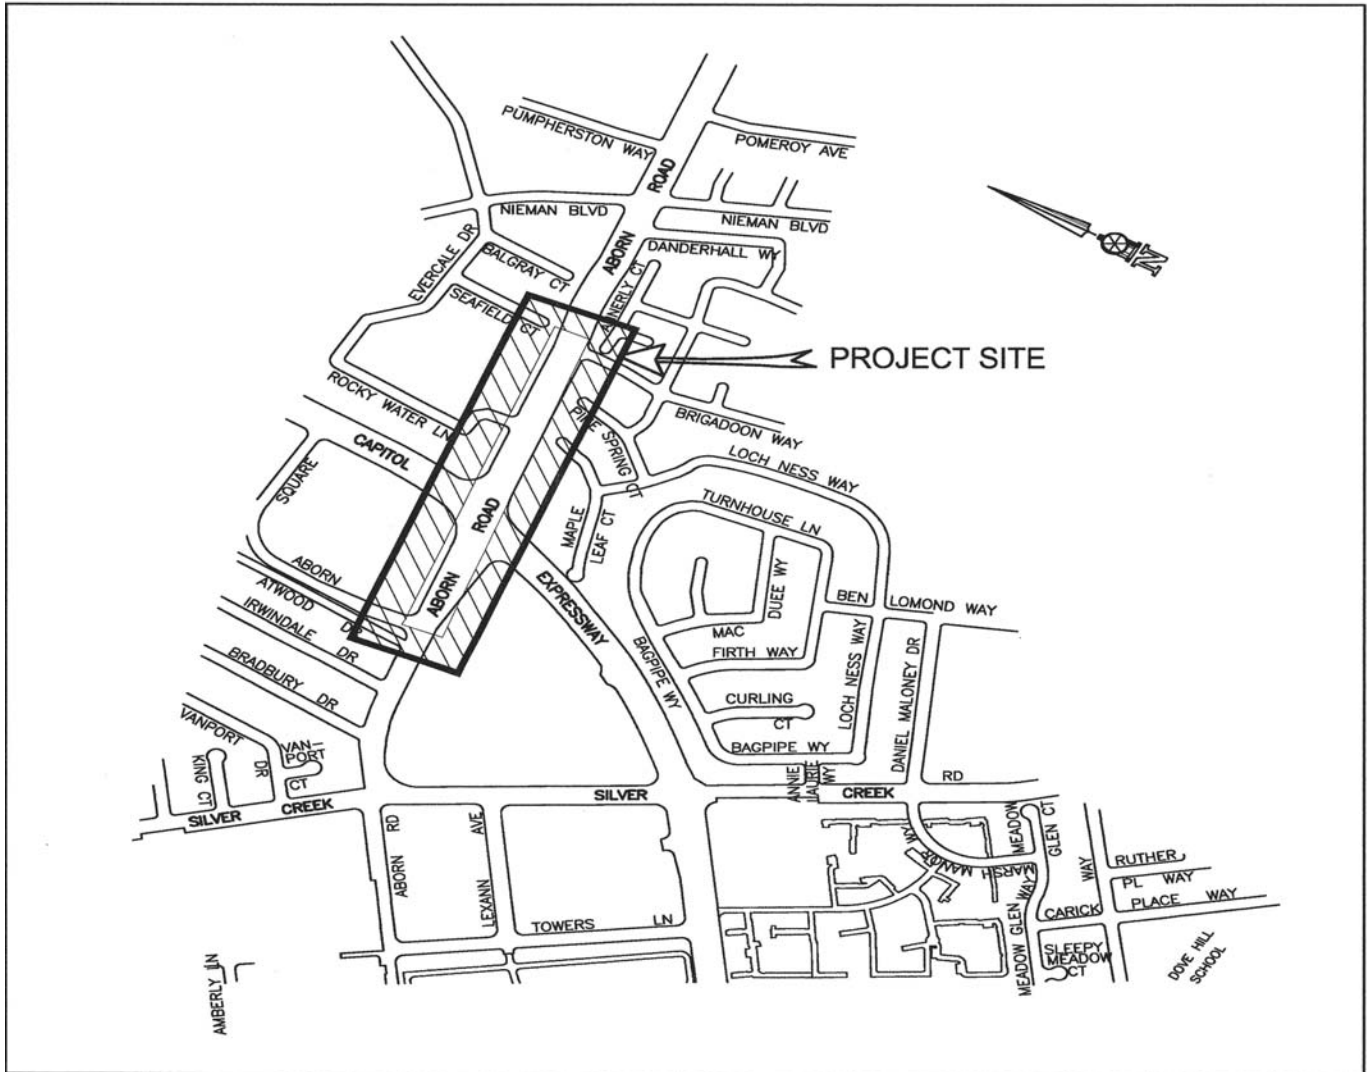 PUMPHERSTON WAY
POMEROY AVE
ROAD
NIEMAN BLVD
NIEMAN BLVD
EVERCALE DR
BALGRAY CT
ABORN
DANDERHALL WY
N
SEAFIELD CT
PROJECT SITE
ROCKY WATER LN
PINE SPRING CT
BRIGADOON WAY
CAPITOL
LOCH NESS WAY
SQUARE
ROAD
TURNHOUSE LN
MAPLE
LEAF CT
ABORN
ATWOOD DR
IRWINDALE DR
BRADBURY DR
ABORN
EXPRESSWAY
DUEE WY
BEN LOMOND WAY
MAC
FIRTH WAY
BAGPIPE WY
LOCH NESS WAY
DANIEL MALONEY DR
CURLING
CT
BAGPIPE WY
VANPORT
DR
VAN-
PORT
CT
KING CT
ANNIE
LAURIE
WY
RD
SILVER CREEK
SILVER
CREEK
ABORN RD
LEXANN AVE
MEADOW
GLEN CT
MARSH MANOR WY
WAY
RUTHER
PL WAY
PLACE WAY
CARICK
MEADOW GLEN WAY
TOWERS LN
SLEEPY
MEADOW
CT
DOVE HILL
SCHOOL
AMBERLY LN